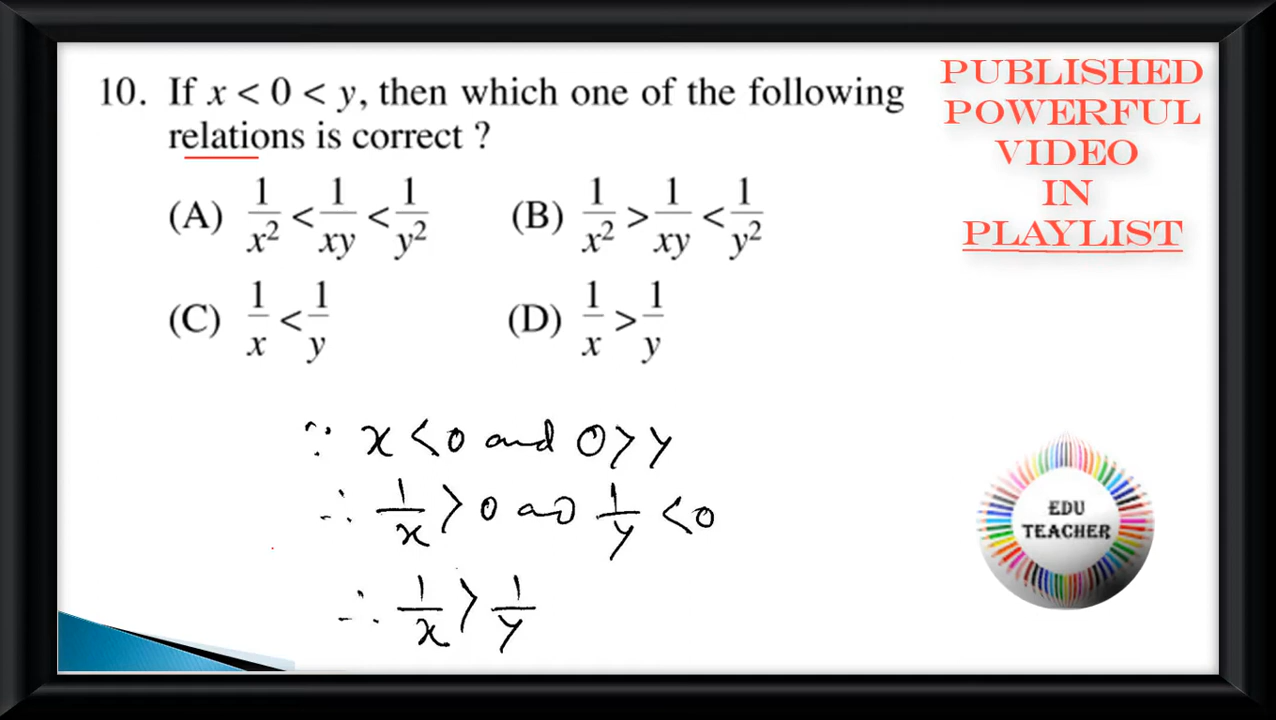 10. If x < 0 < y, then which one of the following
relations is correct ?
(A) 1/x² < 1/xy < 1/y² (B) 1/x² > 1/xy < 1/y²
(C) 1/x < 1/y (D) 1/x > 1/y
∵ x < 0 and 0 > y
∴ 1/x > 0 and 1/y < 0
∴ 1/x > 1/y
PUBLISHED
POWERFUL
VIDEO
IN
PLAYLIST
EDU
TEACHER